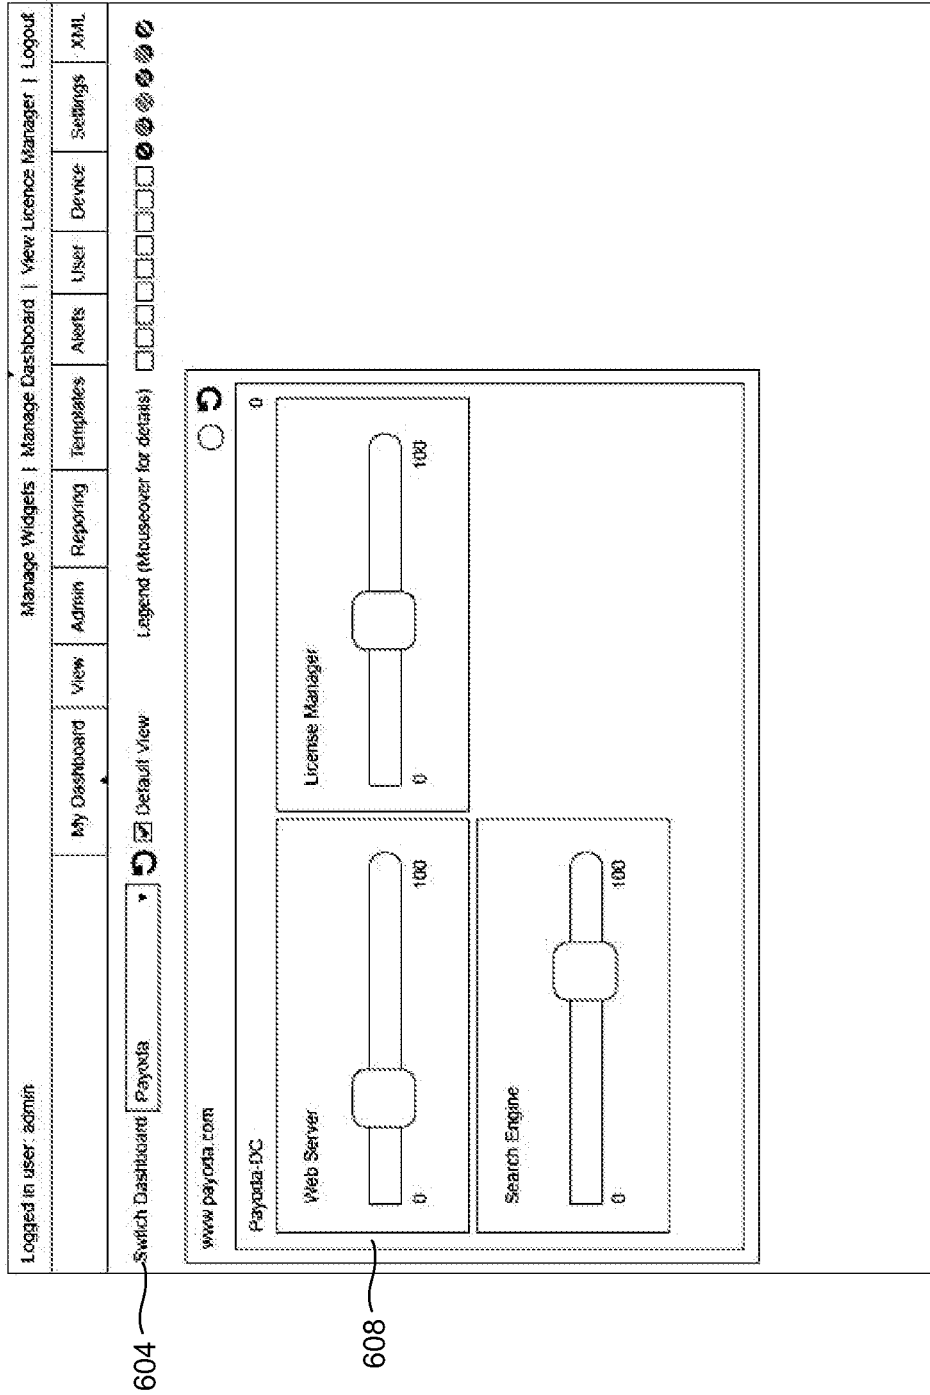 Logged in user: admin
Manage Widgets | Manage Dashboard | View Licence Manager | Logout
My Dashboard View Admin Reporing Templates Alerts User Device Settings XML
Switch Dashboard Payoda Default View Legend (Mouseover for details)
www.payoda.com
Payoda-DC 0
Web Server
0 100
License Manager
0 100
Search Engine
0 100
604
608